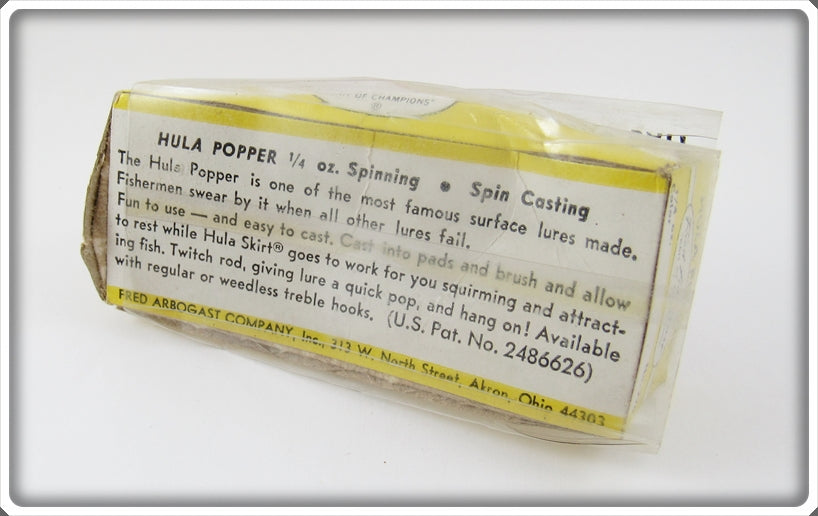 OF CHAMPIONS"
®
HULA POPPER 1/4 oz. Spinning • Spin Casting
The Hula Popper is one of the most famous surface lures made.
Fishermen swear by it when all other lures fail.
Fun to use — and easy to cast. Cast into pads and brush and allow
to rest while Hula Skirt® goes to work for you squirming and attract-
ing fish. Twitch rod, giving lure a quick pop, and hang on! Available
with regular or weedless treble hooks. (U.S. Pat. No. 2486626)
FRED ARBOGAST COMPANY, Inc., 313 W. North Street, Akron, Ohio 44303